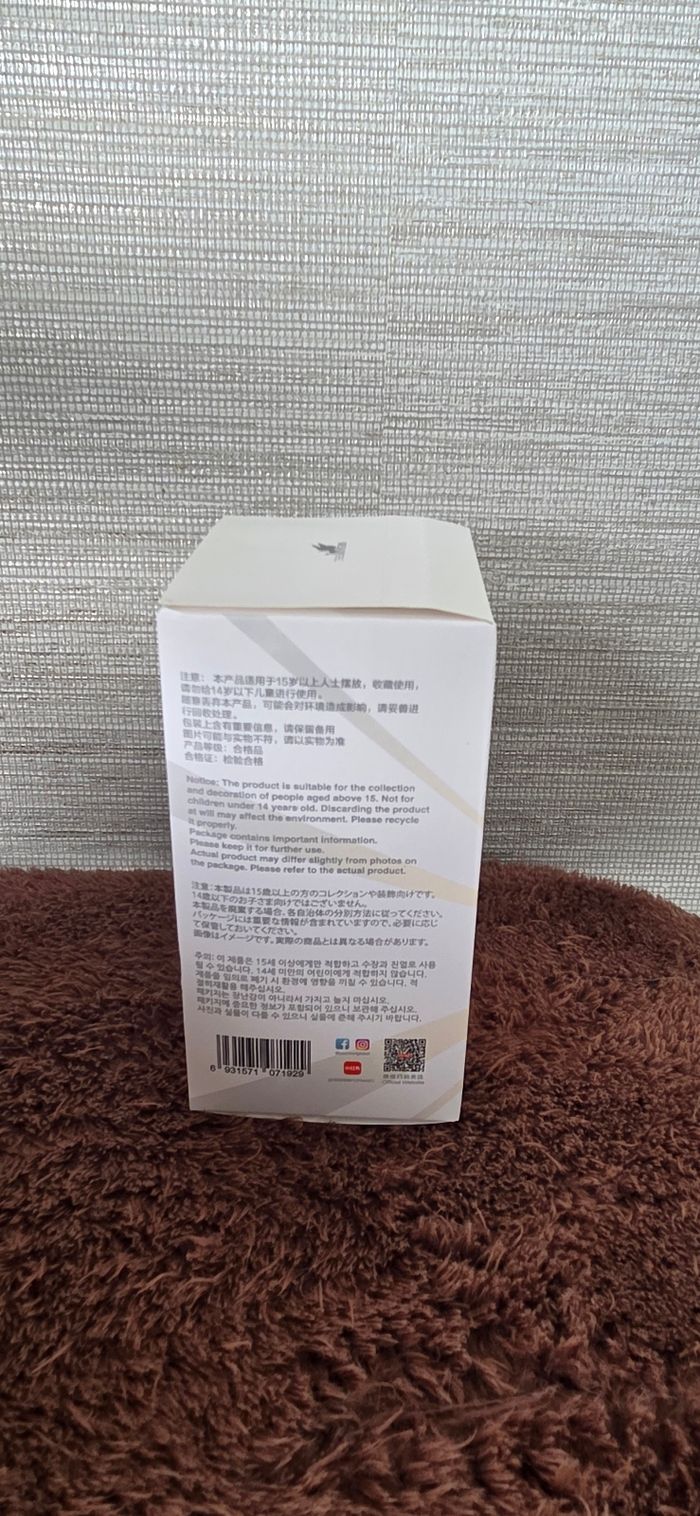 注意： 本产品适用于15岁以上人士摆放，收藏使用，
请勿给14岁以下儿童进行使用。
随意丢弃本产品，可能会对环境造成影响，请妥善进
行回收处理。
包装上含有重要信息，请保留备用
图片可能与实物不符，请以实物为准
产品等级：合格品
合格证：检验合格
Notice: The product is suitable for the collection
and decoration of people aged above 15. Not for
children under 14 years old. Discarding the product
at will may affect the environment. Please recycle
it properly.
Package contains important information.
Please keep it for further use.
Actual product may differ slightly from photos on
the package. Please refer to the actual product.
注意:本製品は15歳以上の方のコレクションや装飾向けです。
14歳以下のお子さま向けではございません。
本製品を廃棄する場合、各自治体の分別方法に従ってください。
パッケージには重要な情報が含まれていますので、必要に応じ
て保管しておいてください。
画像はイメージです。実際の商品とは異なる場合があります。
주의: 이 제품은 15세 이상에게만 적합하고 수장과 진열로 사용
될 수 있습니다. 14세 미만의 어린이에게 적합하지 않습니다.
제품을 임의로 폐기 시 환경에 영향을 끼칠 수 있습니다. 적
절히재활용 해주십시오.
패키지는 장난감이 아니라서 가지고 놀지 마십시오.
패키지에 중요한 정보가 포함되어 있으니 보관해 주십시오.
사진과 실물이 다를 수 있으니 실물에 준해 주시기 바랍니다.
6 931571 071929
Official Website